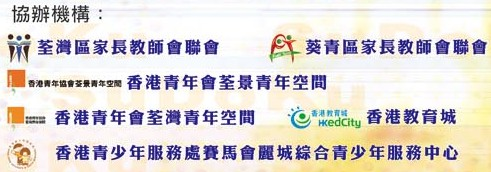 協辦機構：
荃灣區家長教師會聯會 葵青區家長教師會聯會
香港青年協會荃景青年空間 香港青年會荃景青年空間
香港青年會荃灣青年空間 香港教育城 HKedCity 香港教育城
香港青少年服務處賽馬會麗城綜合青少年服務中心